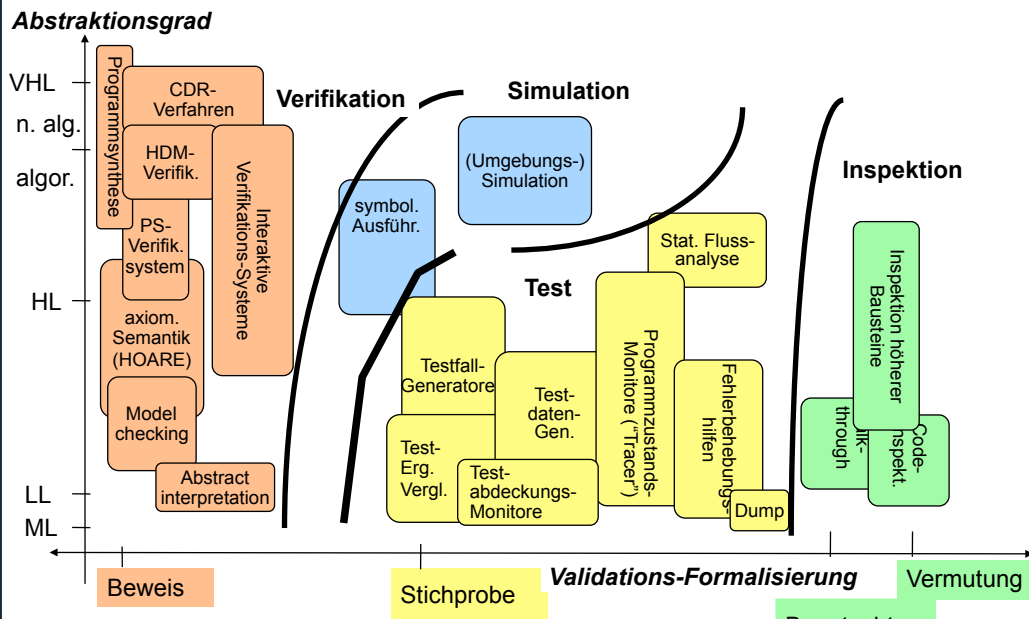 Abstraktionsgrad
VHL
n. alg.
algor.
HL
LL
ML
Programmsynthese
CDR-
Verfahren
HDM-
Verifik.
PS-
Verifik.
system
Interaktive
Verifikations-Systeme
axiom.
Semantik
(HOARE)
Model
checking
Abstract
interpretation
Verifikation
Simulation
symbol.
Ausführ.
(Umgebungs-)
Simulation
Test
Stat. Fluss-
analyse
Testfall-
Generatore
Test-
daten-
Gen.
Test-
Erg.
Vergl.
Test-
abdeckungs-
Monitore
Programmzustands-
Monitore (“Tracer”)
Fehlerbehebungs-
hilfen
Dump
Inspektion
Inspektion höherer
Bausteine
through
Code-
Beweis
Stichprobe
Validations-Formalisierung
Vermutung